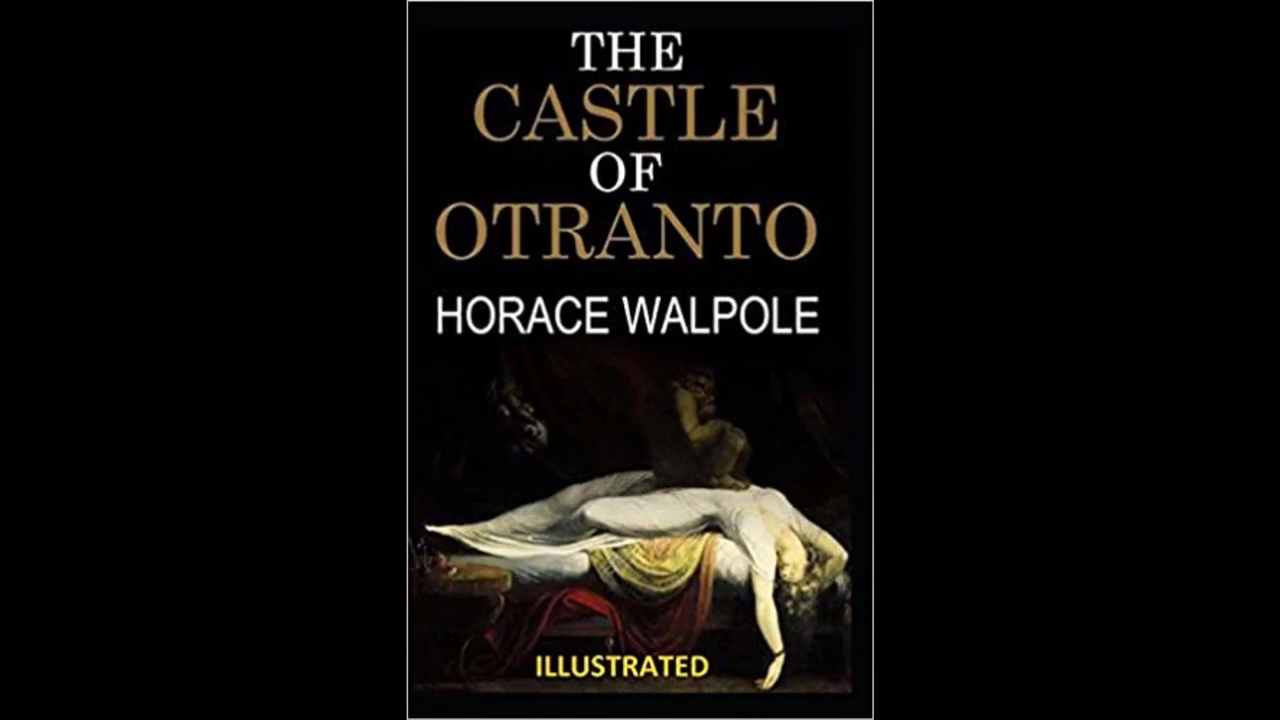 THE
CASTLE
OF
OTRANTO
HORACE WALPOLE
ILLUSTRATED